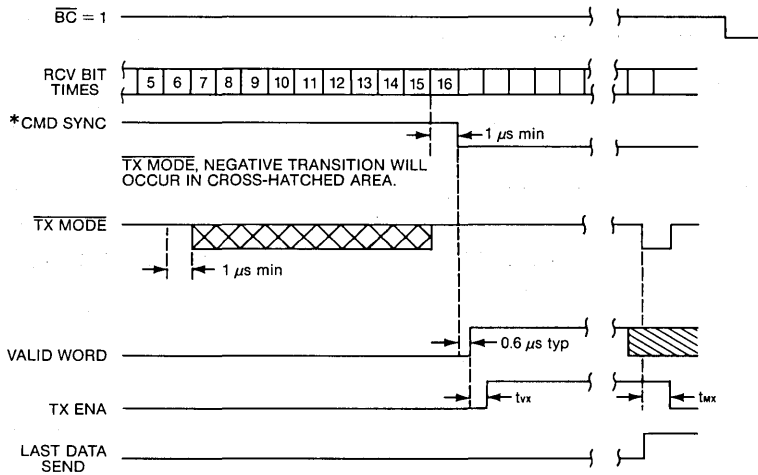 BC = 1
RCV BIT
TIMES
5 6 7 8 9 10 11 12 13 14 15 16
*CMD SYNC
1 μs min
TX MODE, NEGATIVE TRANSITION WILL
OCCUR IN CROSS-HATCHED AREA.
TX MODE
1 μs min
VALID WORD
0.6 μs typ
TX ENA
tVX
tMX
LAST DATA
SEND